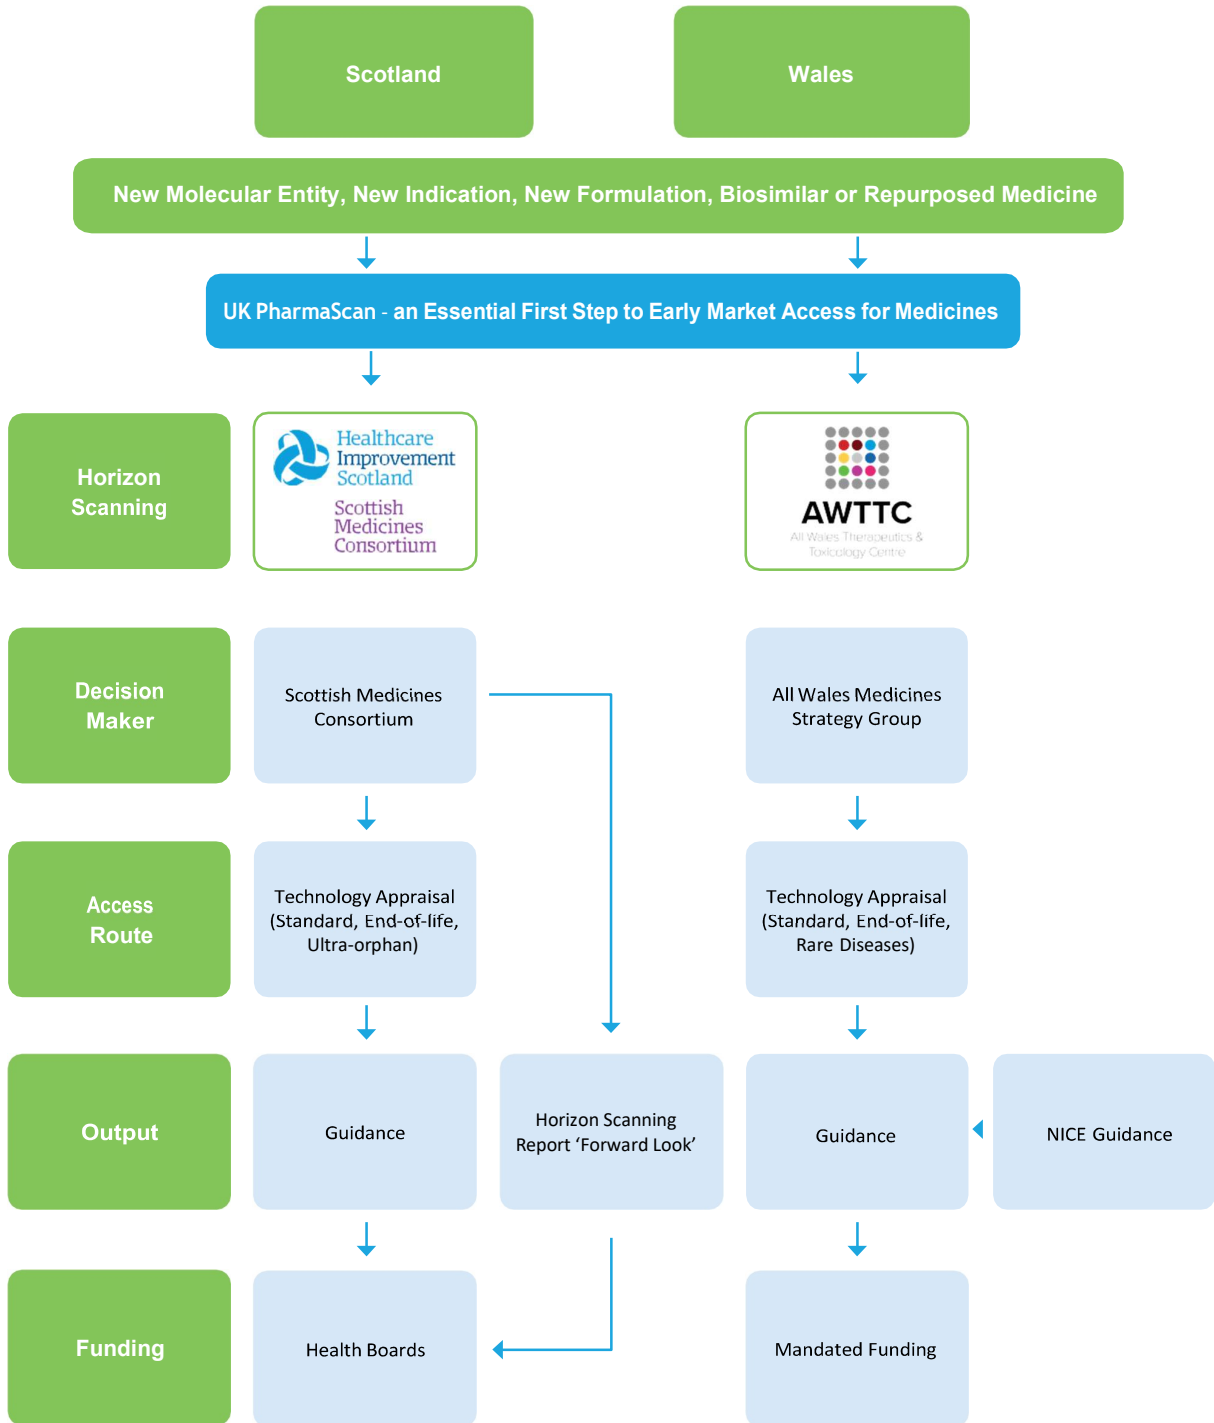 Scotland
Wales
New Molecular Entity, New Indication, New Formulation, Biosimilar or Repurposed Medicine
UK PharmaScan - an Essential First Step to Early Market Access for Medicines
Horizon
Scanning
Healthcare
Improvement
Scotland
Scottish
Medicines
Consortium
AWTTC
All Wales Therapeutics &
Toxicology Centre
Decision
Maker
Scottish Medicines
Consortium
All Wales Medicines
Strategy Group
Access
Route
Technology Appraisal
(Standard, End-of-life,
Ultra-orphan)
Technology Appraisal
(Standard, End-of-life,
Rare Diseases)
Output
Guidance
Horizon Scanning
Report ‘Forward Look’
Guidance
NICE Guidance
Funding
Health Boards
Mandated Funding